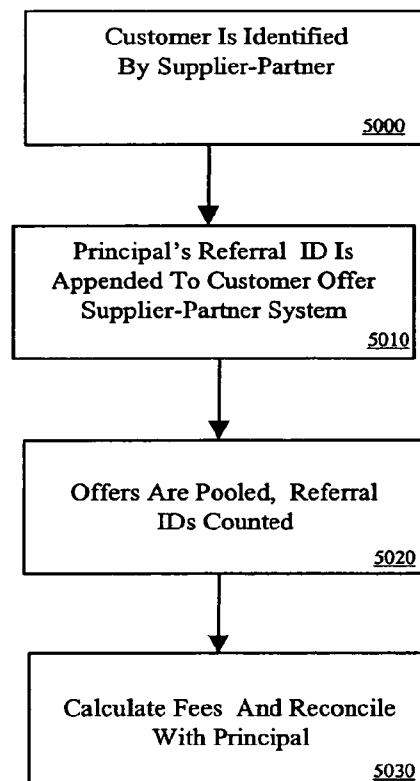 Customer Is Identified
By Supplier-Partner
5000
Principal's Referral ID Is
Appended To Customer Offer
Supplier-Partner System
5010
Offers Are Pooled, Referral
IDs Counted
5020
Calculate Fees And Reconcile
With Principal
5030